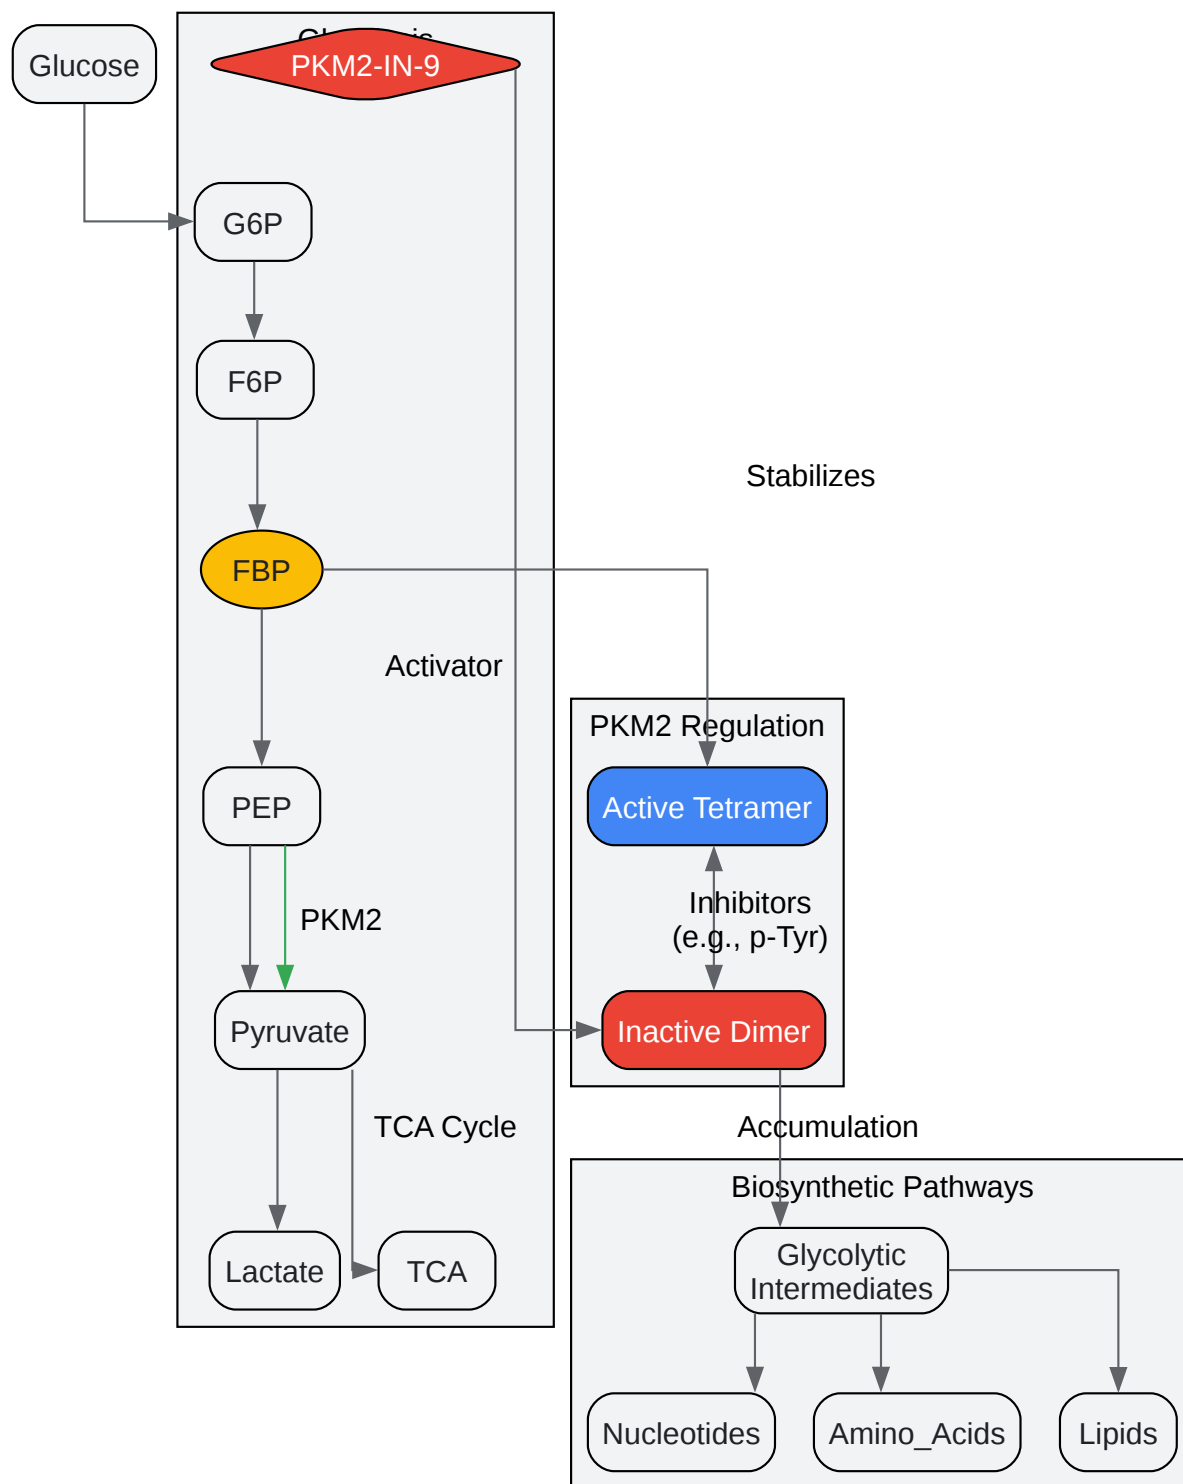 Glucose
PKM2-IN-9
G6P
F6P
Stabilizes
FBP
Activator
PKM2 Regulation
PEP
Active Tetramer
PKM2
Inhibitors
(e.g., p-Tyr)
Pyruvate
Inactive Dimer
TCA Cycle
Accumulation
Biosynthetic Pathways
Lactate
TCA
Glycolytic
Intermediates
Nucleotides
Amino_Acids
Lipids